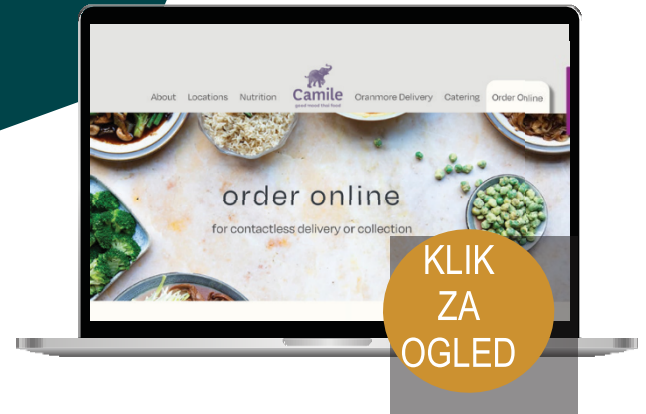 About Locations Nutrition Camile Oranmore Delivery Catering Order Online
good mood thai food
order online
for contactless delivery or collection
KLIK
ZA
OGLED